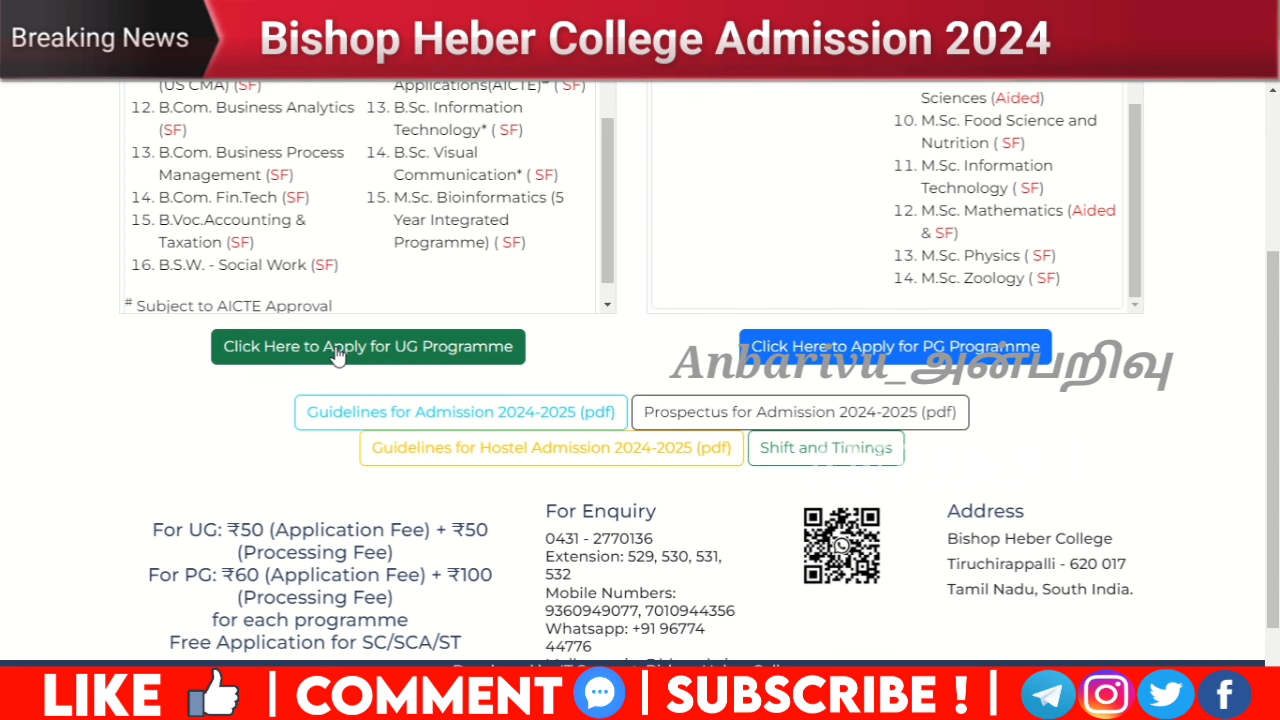 Breaking News
Bishop Heber College Admission 2024
(US CMA) (SF)
12. B.Com. Business Analytics
(SF)
13. B.Com. Business Process
Management (SF)
14. B.Com. Fin.Tech (SF)
15. B.Voc.Accounting &
Taxation (SF)
16. B.S.W. - Social Work (SF)
# Subject to AICTE Approval
Applications(AICTE)# ( SF)
13. B.Sc. Information
Technology* ( SF)
14. B.Sc. Visual
Communication* ( SF)
15. M.Sc. Bioinformatics (5
Year Integrated
Programme) ( SF)
Sciences (Aided)
10. M.Sc. Food Science and
Nutrition ( SF)
11. M.Sc. Information
Technology ( SF)
12. M.Sc. Mathematics (Aided
& SF)
13. M.Sc. Physics ( SF)
14. M.Sc. Zoology ( SF)
Click Here to Apply for UG Programme
Click Here to Apply for PG Programme
Anbarivu_அன்பறிவு
Guidelines for Admission 2024-2025 (pdf)
Prospectus for Admission 2024-2025 (pdf)
Guidelines for Hostel Admission 2024-2025 (pdf)
Shift and Timings
For UG: ₹50 (Application Fee) + ₹50
(Processing Fee)
For PG: ₹60 (Application Fee) + ₹100
(Processing Fee)
for each programme
Free Application for SC/SCA/ST
For Enquiry
0431 - 2770136
Extension: 529, 530, 531,
532
Mobile Numbers:
9360949077, 7010944356
Whatsapp: +91 96774
44776
Address
Bishop Heber College
Tiruchirappalli - 620 017
Tamil Nadu, South India.
LIKE | COMMENT | SUBSCRIBE ! |